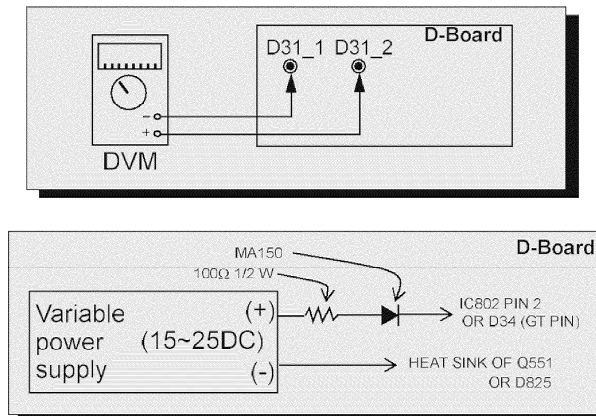 D-Board
D31_1 D31_2
-
+
DVM
D-Board
MA150
100Ω 1/2 W
Variable (+)
power (15~25DC)
supply (-)
IC802 PIN 2
OR D34 (GT PIN)
HEAT SINK OF Q551
OR D825